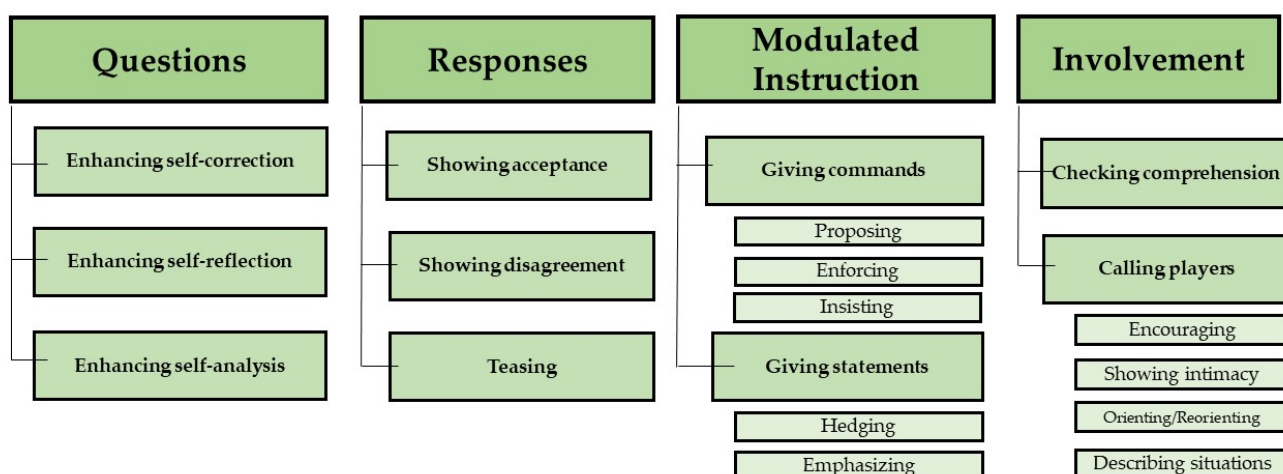 Questions
Enhancing self-correction
Enhancing self-reflection
Enhancing self-analysis
Responses
Showing acceptance
Showing disagreement
Teasing
Modulated
Instruction
Giving commands
Proposing
Enforcing
Insisting
Giving statements
Hedging
Emphasizing
Involvement
Checking comprehension
Calling players
Encouraging
Showing intimacy
Orienting/Reorienting
Describing situations